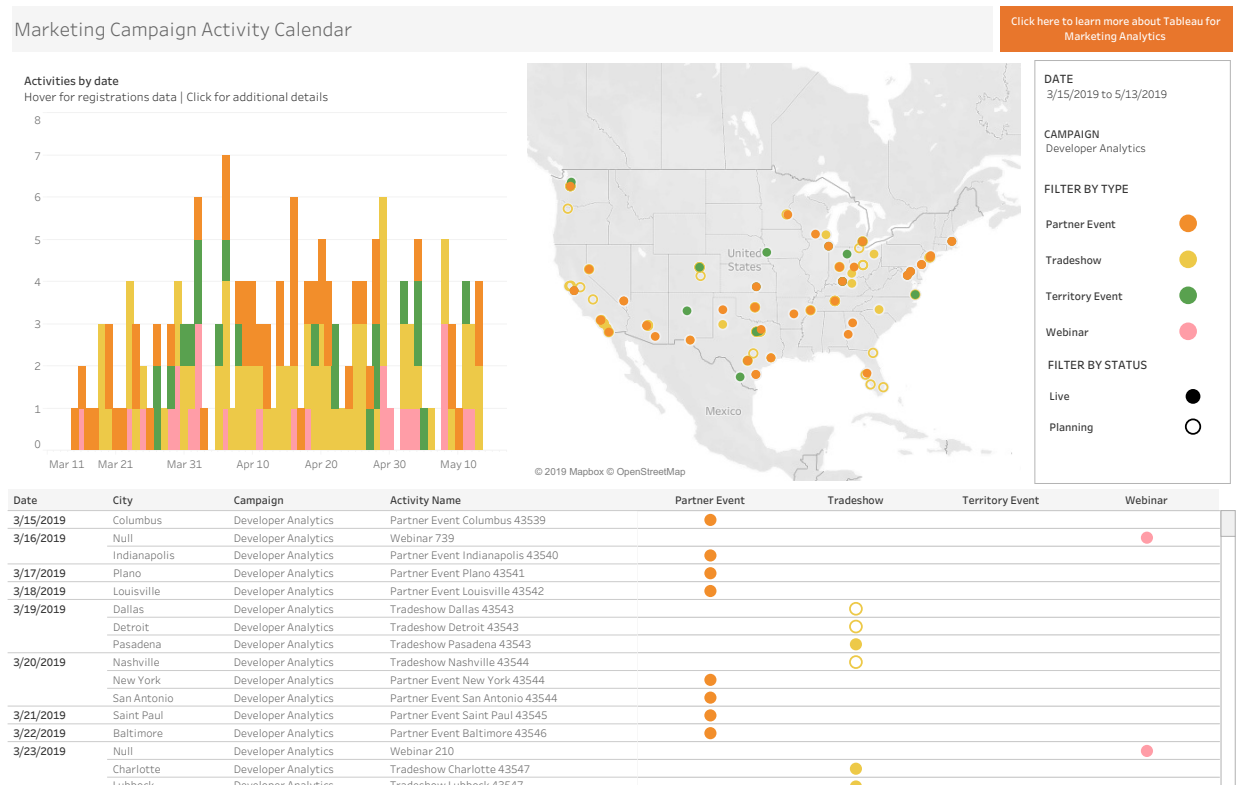 Marketing Campaign Activity Calendar
Click here to learn more about Tableau for
Marketing Analytics
Activities by date
Hover for registrations data | Click for additional details
8
7
6
5
4
3
2
1
0
Mar 11 Mar 21 Mar 31 Apr 10 Apr 20 Apr 30 May 10
United
States
Mexico
© 2019 Mapbox © OpenStreetMap
DATE
3/15/2019 to 5/13/2019
CAMPAIGN
Developer Analytics
FILTER BY TYPE
Partner Event
Tradeshow
Territory Event
Webinar
FILTER BY STATUS
Live
Planning
Date City Campaign Activity Name Partner Event Tradeshow Territory Event Webinar
3/15/2019 Columbus Developer Analytics Partner Event Columbus 43539
3/16/2019 Null Developer Analytics Webinar 739
Indianapolis Developer Analytics Partner Event Indianapolis 43540
3/17/2019 Plano Developer Analytics Partner Event Plano 43541
3/18/2019 Louisville Developer Analytics Partner Event Louisville 43542
3/19/2019 Dallas Developer Analytics Tradeshow Dallas 43543
Detroit Developer Analytics Tradeshow Detroit 43543
Pasadena Developer Analytics Tradeshow Pasadena 43543
3/20/2019 Nashville Developer Analytics Tradeshow Nashville 43544
New York Developer Analytics Partner Event New York 43544
San Antonio Developer Analytics Partner Event San Antonio 43544
3/21/2019 Saint Paul Developer Analytics Partner Event Saint Paul 43545
3/22/2019 Baltimore Developer Analytics Partner Event Baltimore 43546
3/23/2019 Null Developer Analytics Webinar 210
Charlotte Developer Analytics Tradeshow Charlotte 43547
Lubbock Developer Analytics Tradeshow Lubbock 43547